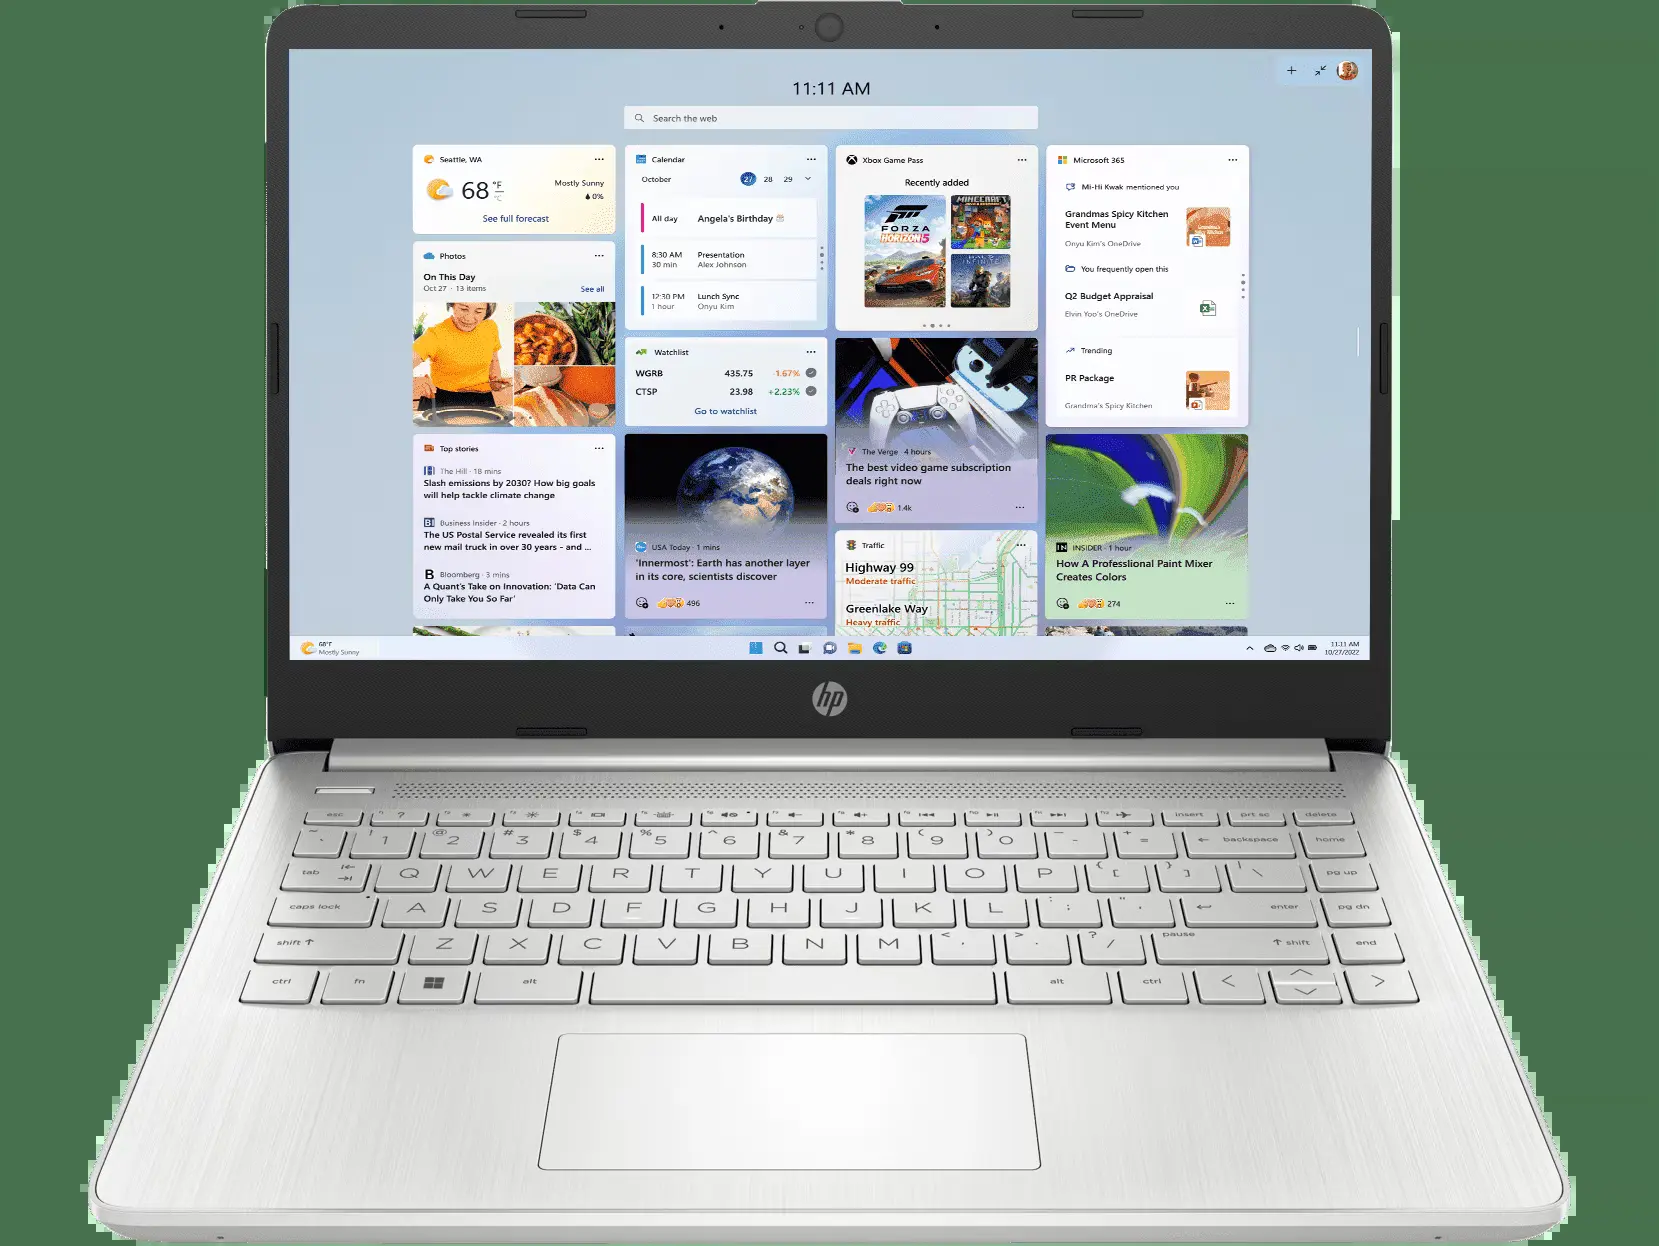 11:11 AM
Search the web
Seattle, WA
68 °F
°C
Mostly Sunny
0%
See full forecast
Photos
On This Day
Oct 27 · 13 items
See all
Top stories
The Hill · 18 mins
Slash emissions by 2030? How big goals
will help tackle climate change
Business Insider · 2 hours
The US Postal Service revealed its first
new mail truck in over 30 years - and ...
Bloomberg · 3 mins
A Quant's Take on Innovation: 'Data Can
Only Take You So Far'
Calendar
October
27 28 29
All day Angela's Birthday
8:30 AM Presentation
30 min Alex Johnson
12:30 PM Lunch Sync
1 hour Onyu Kim
Watchlist
WGRB 435.75 -1.67%
CTSP 23.98 +2.23%
Go to watchlist
USA Today · 1 mins
'Innermost': Earth has another layer
in its core, scientists discover
496
Xbox Game Pass
Recently added
FORZA
HORIZON 5
MINECRAFT
HALO
INFINITE
The Verge · 4 hours
The best video game subscription
deals right now
1.4k
Traffic
Highway 99
Moderate traffic
Greenlake Way
Heavy traffic
Microsoft 365
Mi-Hi Kwak mentioned you
Grandmas Spicy Kitchen
Event Menu
Onyu Kim's OneDrive
You frequently open this
Q2 Budget Appraisal
Elvin Yoo's OneDrive
Trending
PR Package
Grandma's Spicy Kitchen
INSIDER · 1 hour
How A Professlional Paint Mixer
Creates Colors
274
68°F
Mostly Sunny
11:11 AM
10/27/2022
hp
esc ? insert prt sc delete
~ ` ! 1 @ 2 # 3 $ 4 % 5 ^ 6 & 7 * 8 ( 9 ) 0 _ - + = backspace home
tab Q W E R T Y U I O P { [ } ] | \ pg up
caps lock A S D F G H J K L : ; " ' enter pg dn
shift Z X C V B N M < , > . ? / pause shift end
ctrl fn alt alt ctrl